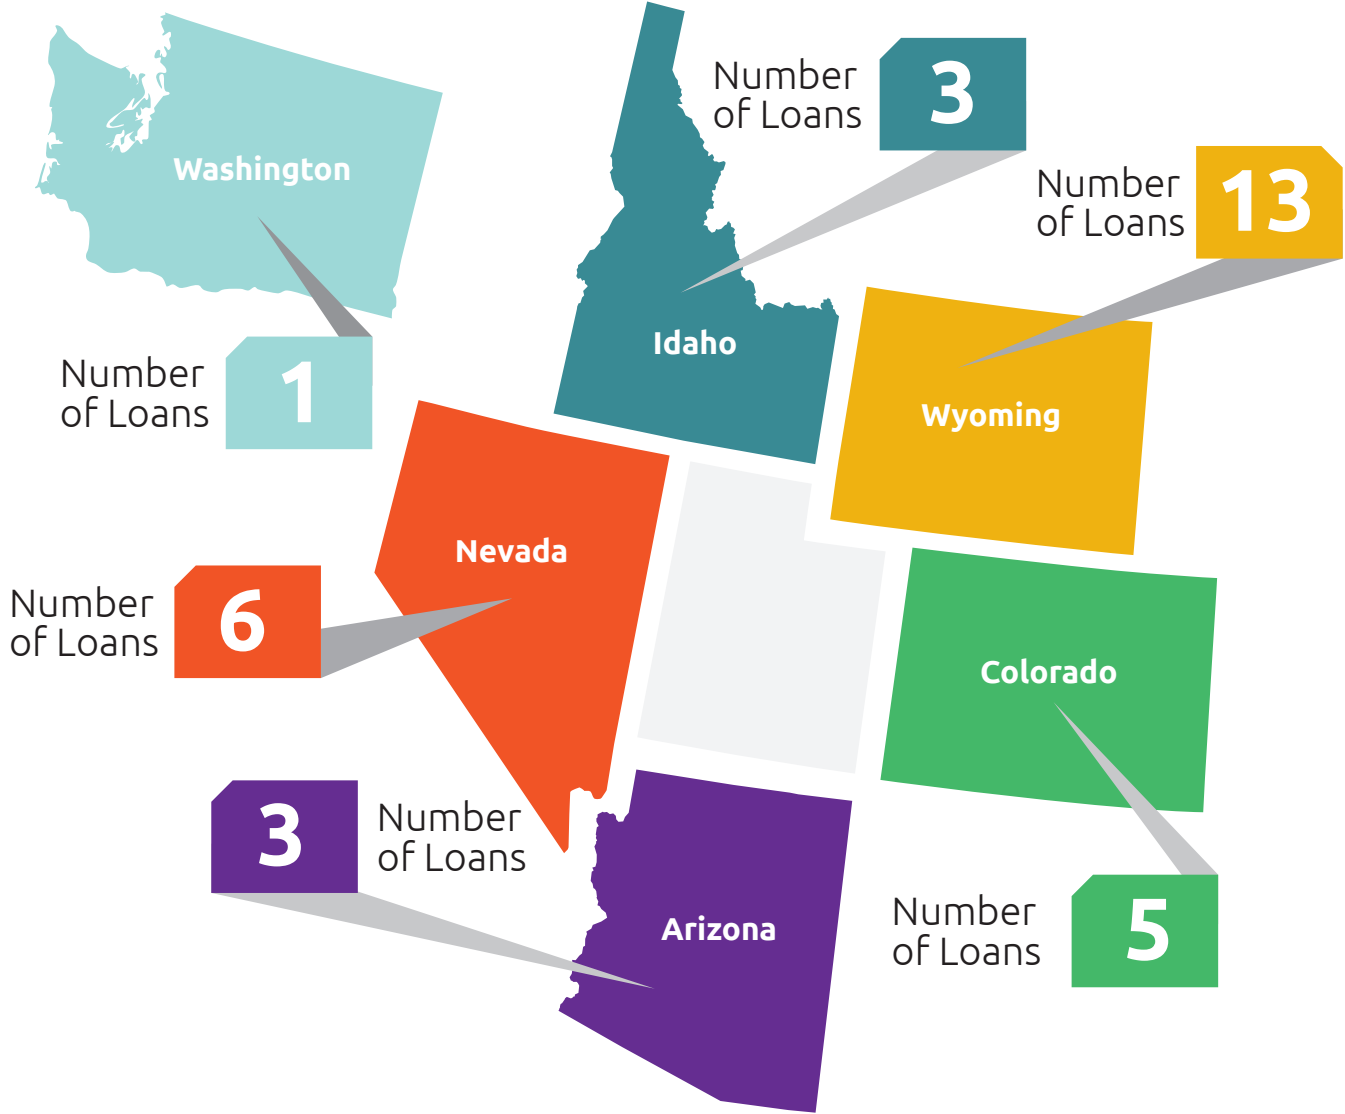 Number
of Loans
3
Number
of Loans
13
Washington
Idaho
Number
of Loans
1
Wyoming
Nevada
Number
of Loans
6
Colorado
3
Number
of Loans
Arizona
Number
of Loans
5